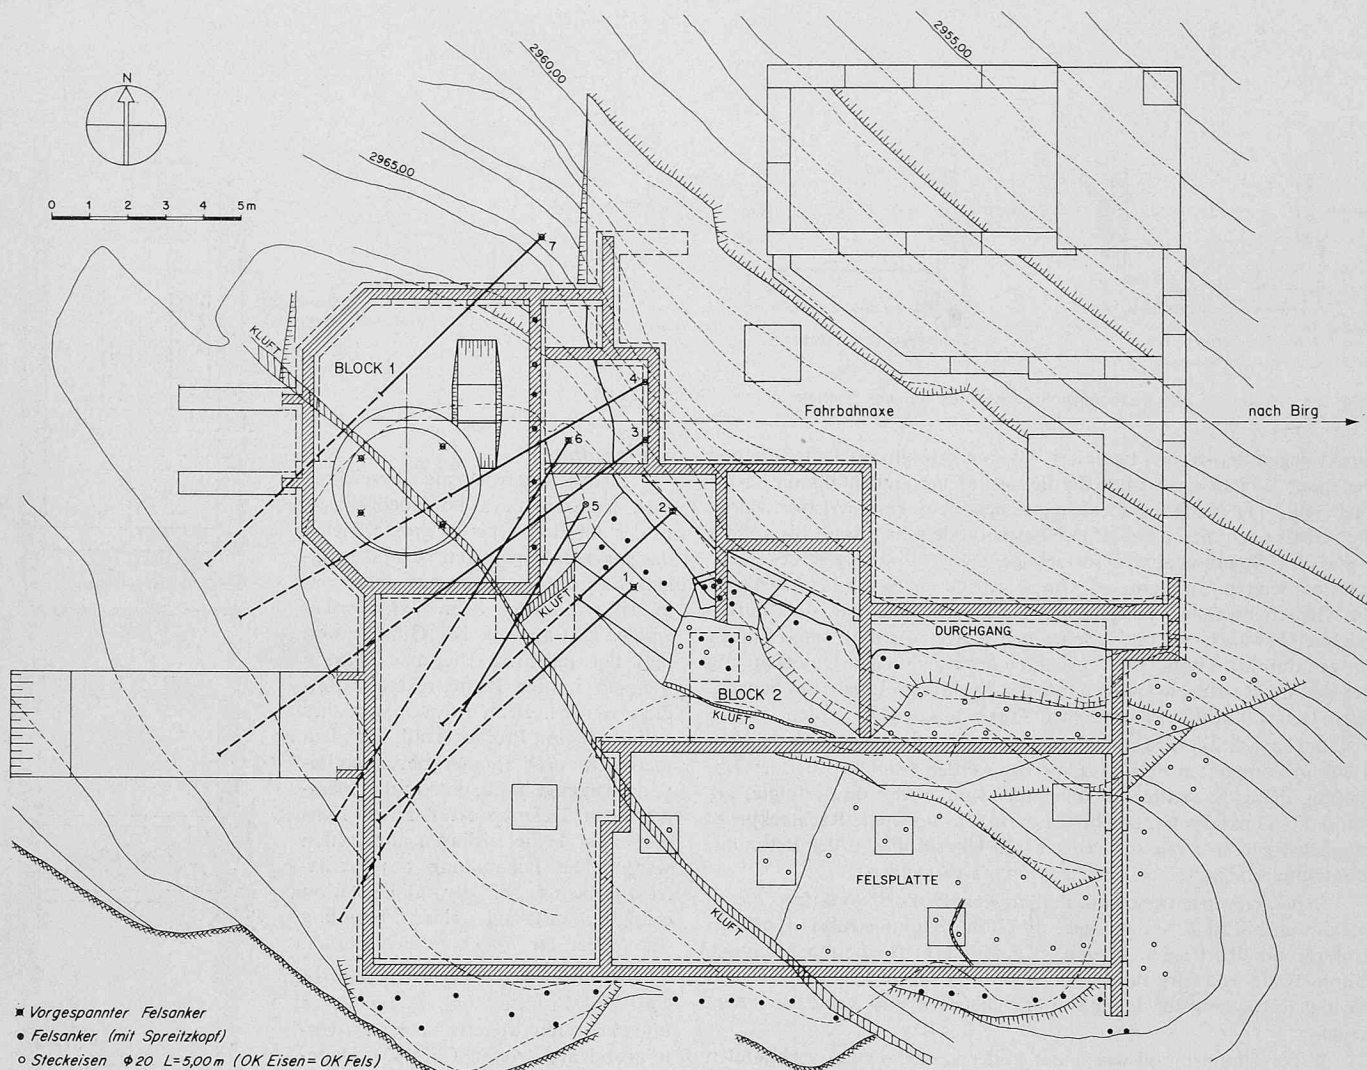 2955,00
2960,00
N
2965,00
0 1 2 3 4 5m
7
KLUFT
BLOCK 1
4
Fahrbahnaxe
nach Birg
6
3
5
2
1
KLUFT
DURCHGANG
BLOCK 2
KLUFT
FELSPLATTE
KLUFT
Vorgespannter Felsanker
Felsanker (mit Spreitzkopf)
Steckeisen Φ20 L=5,00m (OK Eisen=OK Fels)